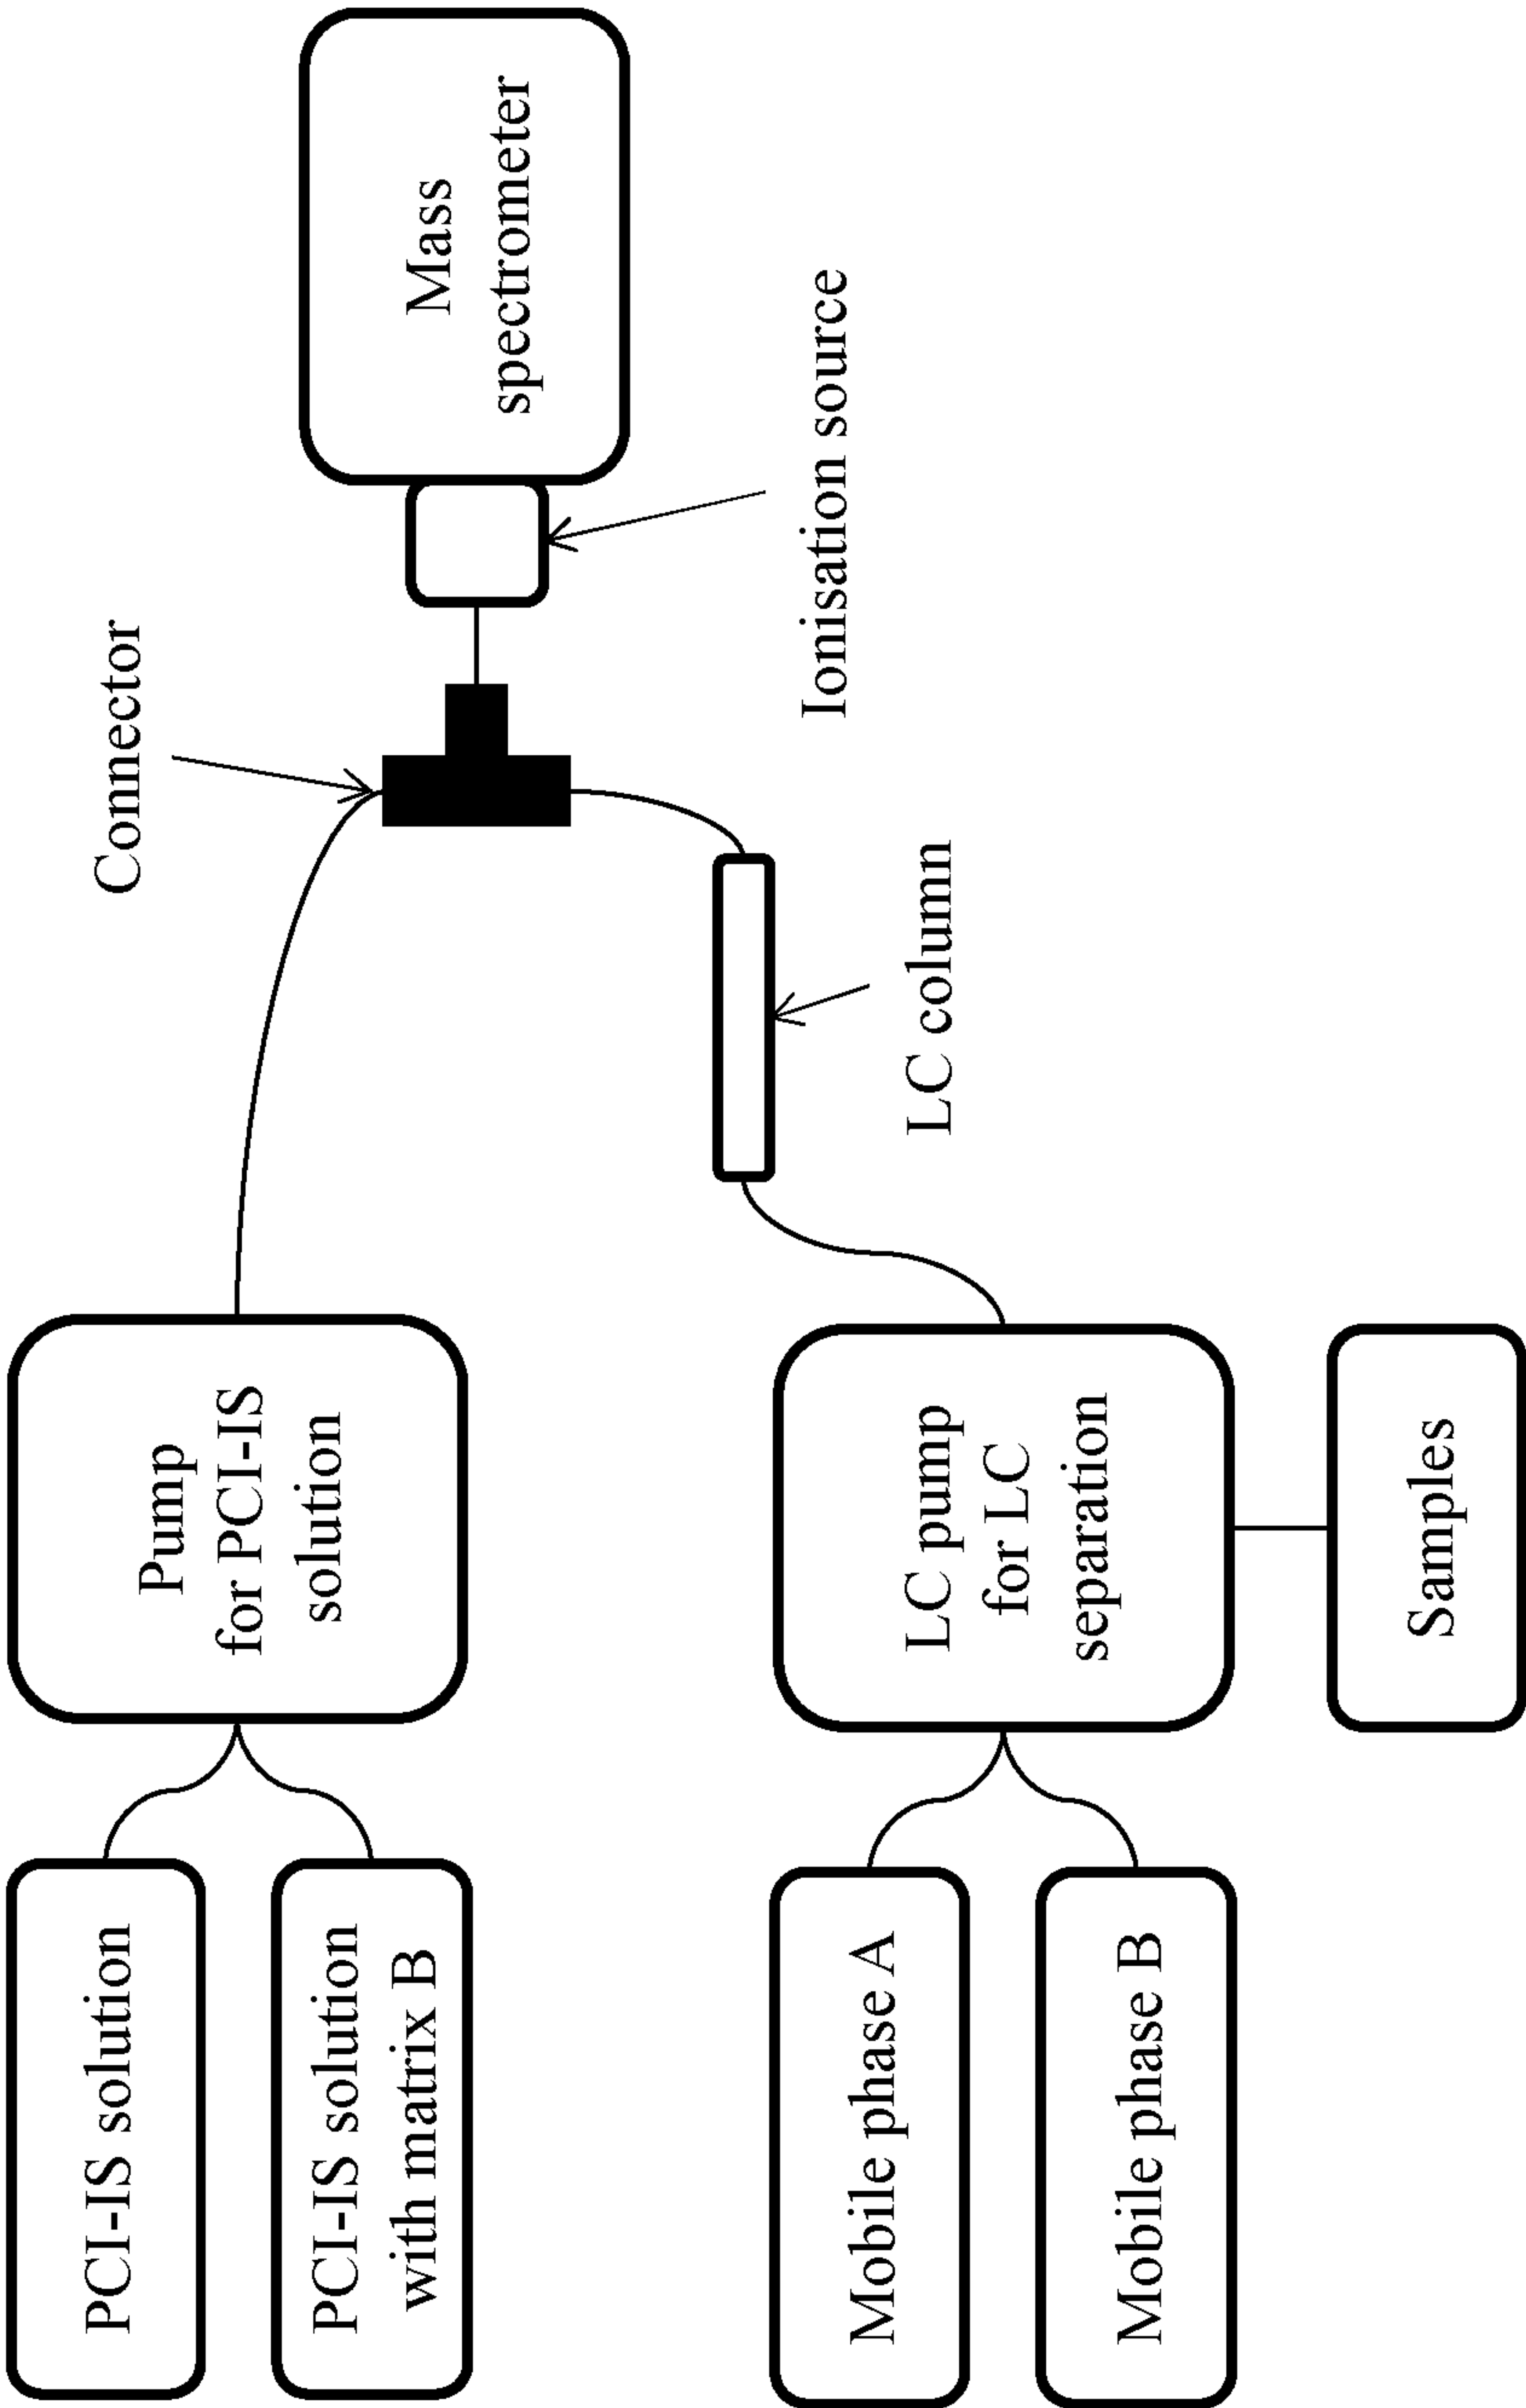 PCI-IS solution
PCI-IS solution
with matrix B
Pump
for PCI-IS
solution
Connector
Mass
spectrometer
Ionisation source
LC column
Mobile phase A
Mobile phase B
LC pump
for LC
separation
Samples